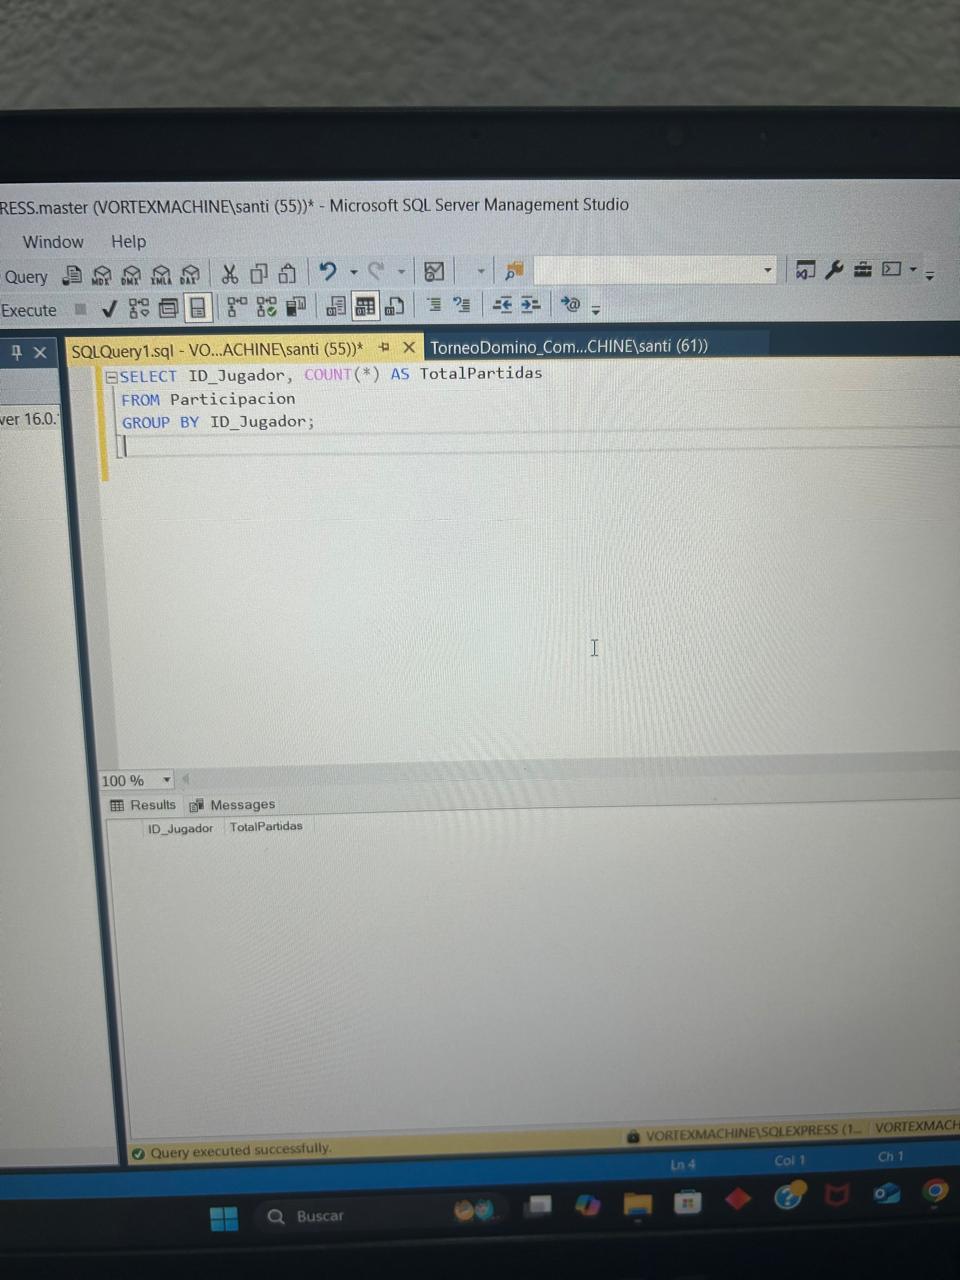 RESS.master (VORTEXMACHINE\santi (55))* - Microsoft SQL Server Management Studio
Window Help
Query MDX DMX XMLA DAX
Execute
SQLQuery1.sql - VO...ACHINE\santi (55))* TorneoDomino_Com...CHINE\santi (61))
ver 16.0.
SELECT ID_Jugador, COUNT(*) AS TotalPartidas
FROM Participacion
GROUP BY ID_Jugador;
100 %
Results Messages
ID_Jugador TotalPartidas
Query executed successfully. VORTEXMACHINE\SQLEXPRESS (1... VORTEXMACH
Ln 4 Col 1 Ch 1
Buscar